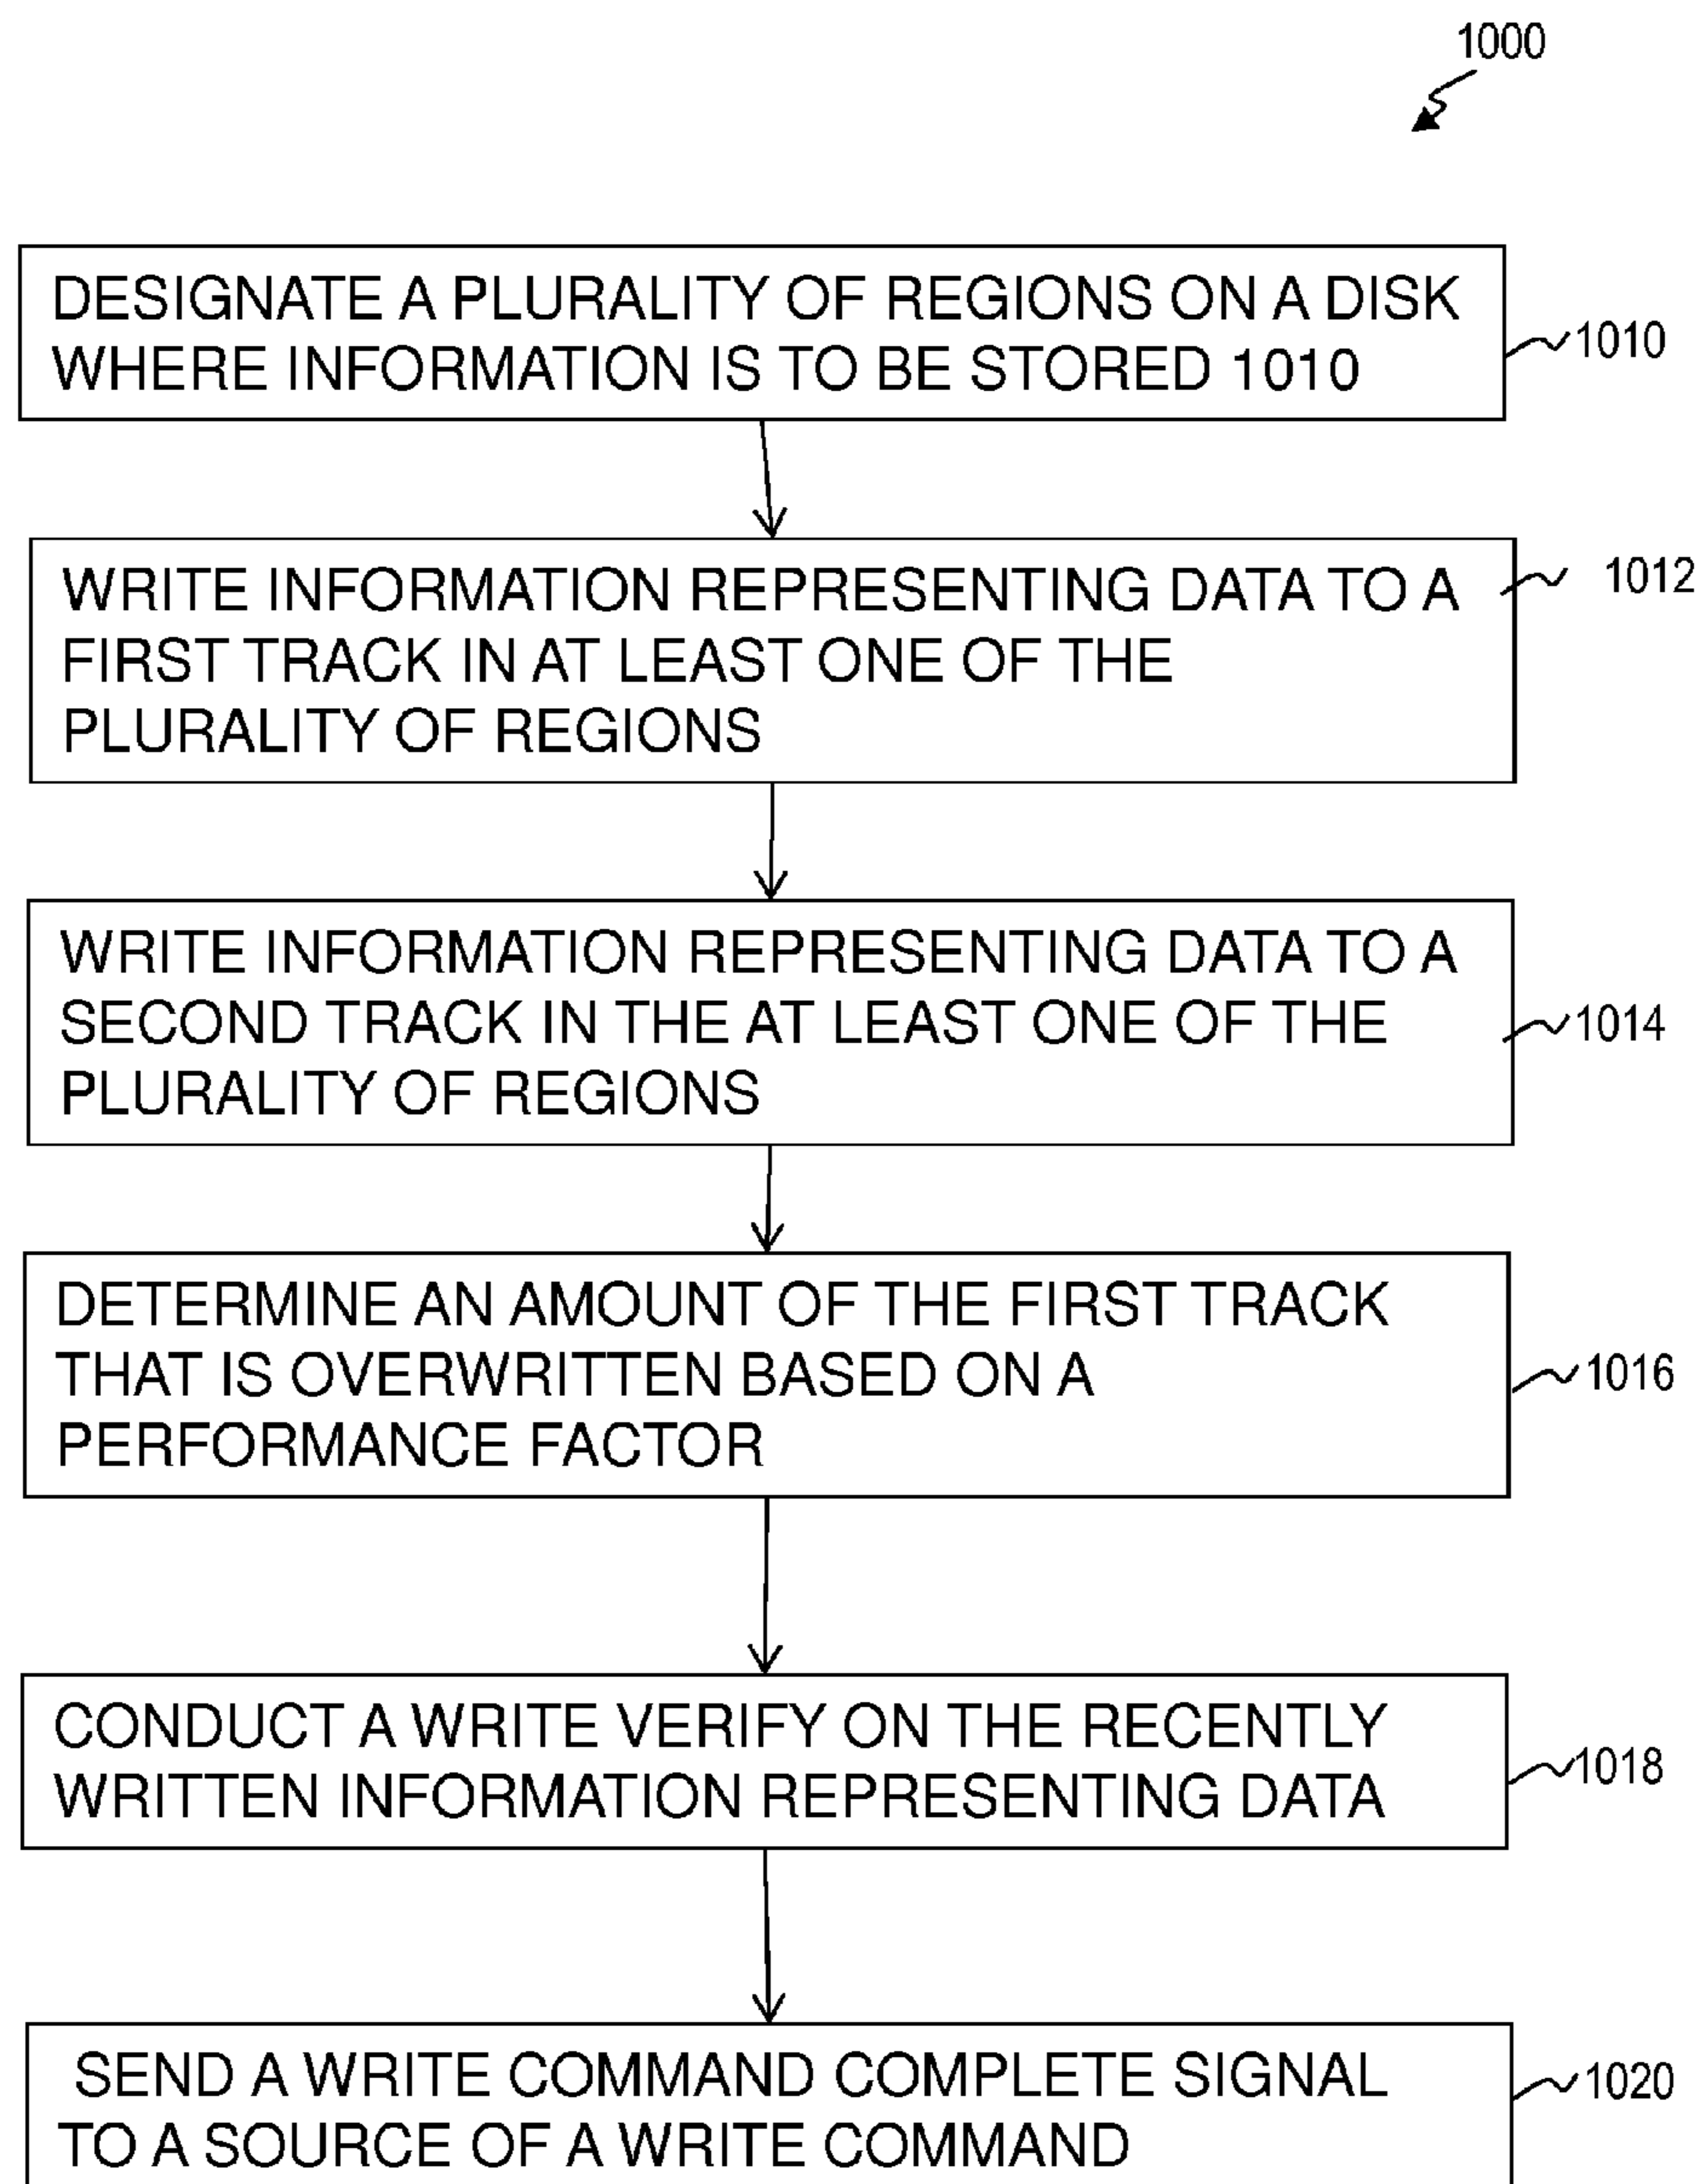 1000
DESIGNATE A PLURALITY OF REGIONS ON A DISK
WHERE INFORMATION IS TO BE STORED 1010
1010
WRITE INFORMATION REPRESENTING DATA TO A
FIRST TRACK IN AT LEAST ONE OF THE
PLURALITY OF REGIONS
1012
WRITE INFORMATION REPRESENTING DATA TO A
SECOND TRACK IN THE AT LEAST ONE OF THE
PLURALITY OF REGIONS
1014
DETERMINE AN AMOUNT OF THE FIRST TRACK
THAT IS OVERWRITTEN BASED ON A
PERFORMANCE FACTOR
1016
CONDUCT A WRITE VERIFY ON THE RECENTLY
WRITTEN INFORMATION REPRESENTING DATA
1018
SEND A WRITE COMMAND COMPLETE SIGNAL
TO A SOURCE OF A WRITE COMMAND
1020